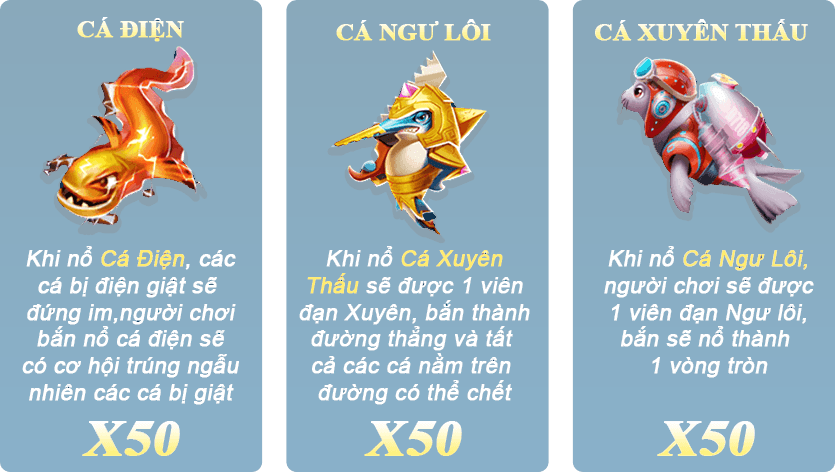 CÁ ĐIỆN
Khi nổ Cá Điện, các
cá bị điện giật sẽ
đứng im,người chơi
bắn nổ cá điện sẽ
có cơ hội trúng ngẫu
nhiên các cá bị giật
X50
CÁ NGƯ LÔI
Khi nổ Cá Xuyên
Thấu sẽ được 1 viên
đạn Xuyên, bắn thành
đường thẳng và tất
cả các cá nằm trên
đường có thể chết
X50
CÁ XUYÊN THẤU
Khi nổ Cá Ngư Lôi,
người chơi sẽ được
1 viên đạn Ngư lôi,
bắn sẽ nổ thành
1 vòng tròn
X50